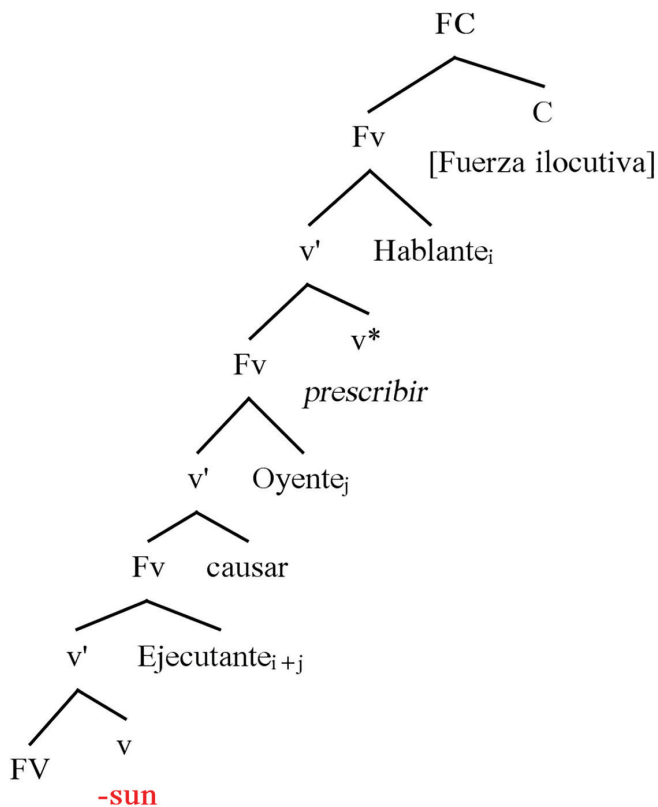 FC
Fv C
[Fuerza ilocutiva]
v' Hablanteᵢ
Fv v*
prescribir
v' Oyenteⱼ
Fv causar
v' Ejecutanteᵢ₊ⱼ
FV v
-sun